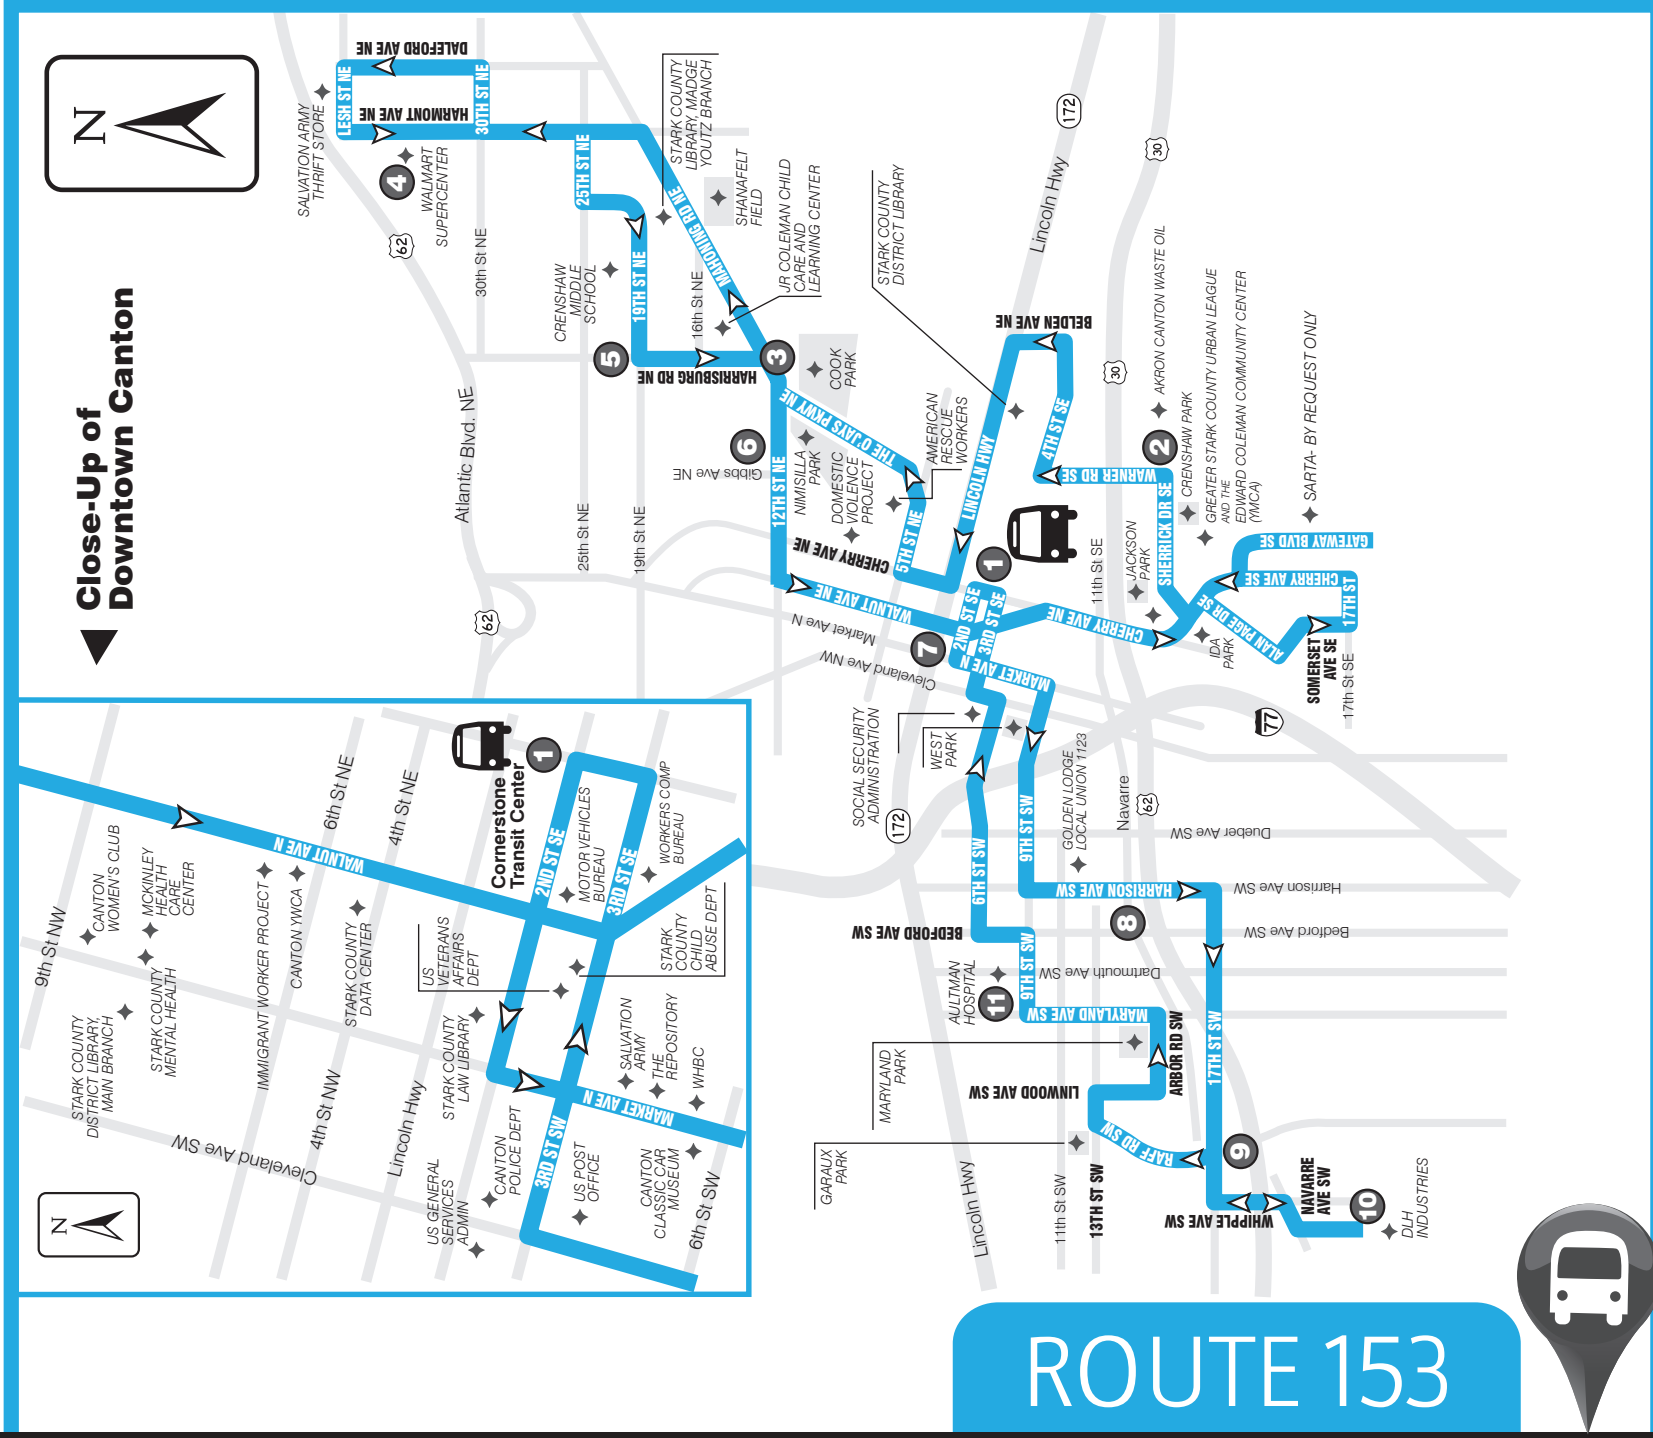 Close-Up of
Downtown Canton
N
DALEFORD AVE NE
LESH ST NE
30TH ST NE
HARMONT AVE NE
SALVATION ARMY
THRIFT STORE
4
WALMART
SUPERCENTER
62
30th St NE
25TH ST NE
STARK COUNTY
LIBRARY, MADGE
YOUTZ BRANCH
SHANAFELT
FIELD
MAHONING RD NE
CRENSHAW
MIDDLE
SCHOOL
19TH ST NE
16th St NE
JR COLEMAN CHILD
CARE AND
LEARNING CENTER
5
HARRISBURG RD NE
3
COOK
PARK
Atlantic Blvd. NE
62
25th St NE
19th St NE
6
Gibbs Ave NE
12TH ST NE
THE O'JAYS PKWY NE
NIMISILLA
PARK
DOMESTIC
VIOLENCE
PROJECT
AMERICAN
RESCUE
WORKERS
STARK COUNTY
DISTRICT LIBRARY
172
Lincoln Hwy
30
30
BELDEN AVE NE
4TH ST SE
LINCOLN HWY
WARNER RD SE
2
AKRON CANTON WASTE OIL
CRENSHAW PARK
GREATER STARK COUNTY URBAN LEAGUE
AND THE
EDWARD COLEMAN COMMUNITY CENTER
(YMCA)
SARTA- BY REQUEST ONLY
SHERRICK DR SE
GATEWAY BLVD SE
CHERRY AVE SE
17TH ST
ALAN PAGE DR SE
SOMERSET
AVE SE
17th St SE
IDA
PARK
JACKSON
PARK
11th St SE
CHERRY AVE NE
5TH ST NE
CHERRY AVE NE
1
WALNUT AVE NE
2ND ST SE
3RD ST SE
7
Market Ave N
Cleveland Ave NW
MARKET AVE N
77
SOCIAL SECURITY
ADMINISTRATION
WEST
PARK
172
GOLDEN LODGE
LOCAL UNION 1123
Navarre
62
9TH ST SW
6TH ST SW
Dueber Ave SW
Harrison Ave SW
HARRISON AVE SW
BEDFORD AVE SW
8
Bedford Ave SW
Dartmouth Ave SW
AULTMAN
HOSPITAL
11
9TH ST SW
MARYLAND AVE SW
MARYLAND
PARK
ARBOR RD SW
17TH ST SW
LINWOOD AVE SW
GARAUX
PARK
RAFF RD SW
Lincoln Hwy
11th St SW
13TH ST SW
9
WHIPPLE AVE SW
NAVARRE
AVE SW
10
DLH
INDUSTRIES
N
Cornerstone
Transit Center
1
6th St NE
4th St NE
WALNUT AVE N
2ND ST SE
3RD ST SE
MOTOR VEHICLES
BUREAU
WORKERS COMP
BUREAU
9th St NW
CANTON
WOMEN'S CLUB
MCKINLEY
HEALTH
CARE
CENTER
IMMIGRANT WORKER PROJECT
CANTON YWCA
STARK COUNTY
DATA CENTER
US
VETERANS
AFFAIRS
DEPT
STARK
COUNTY
CHILD
ABUSE DEPT
STARK COUNTY
DISTRICT LIBRARY,
MAIN BRANCH
STARK COUNTY
MENTAL HEALTH
STARK COUNTY
LAW LIBRARY
SALVATION
ARMY
THE
REPOSITORY
WHBC
MARKET AVE N
4th St NW
Lincoln Hwy
Cleveland Ave SW
CANTON
POLICE DEPT
3RD ST SW
US POST
OFFICE
CANTON
CLASSIC CAR
MUSEUM
US GENERAL
SERVICES
ADMIN
6th St SW
ROUTE 153